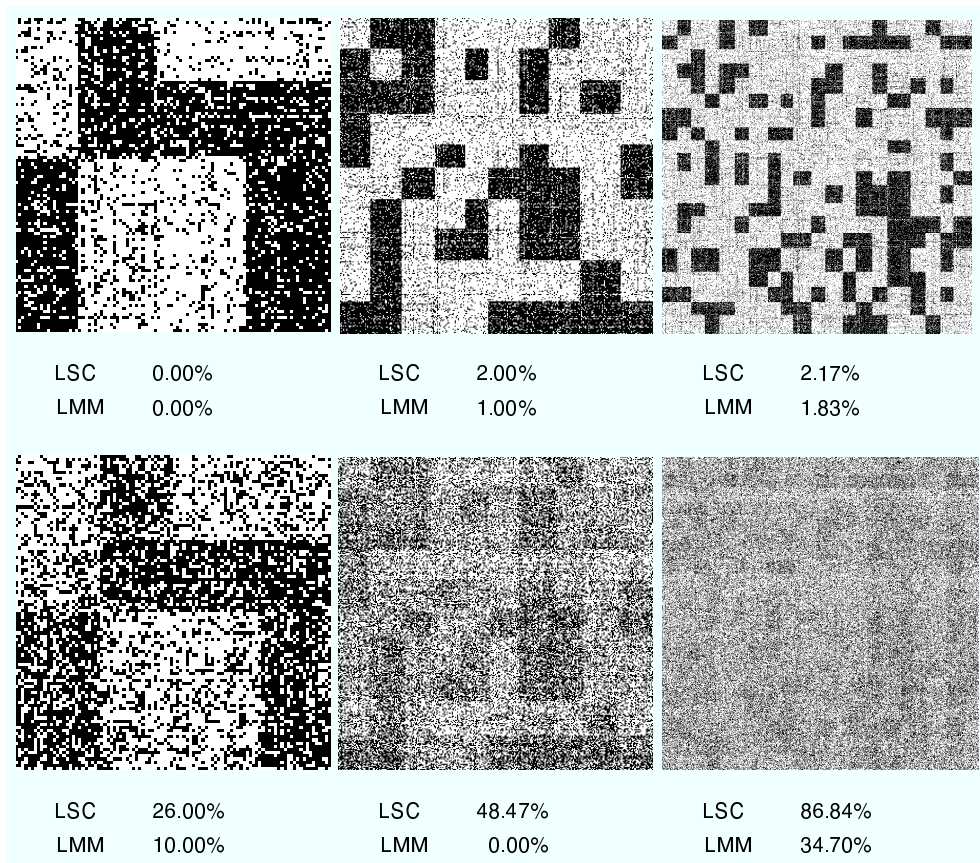 LSC 0.00% LSC 2.00% LSC 2.17%
LMM 0.00% LMM 1.00% LMM 1.83%
LSC 26.00% LSC 48.47% LSC 86.84%
LMM 10.00% LMM 0.00% LMM 34.70%